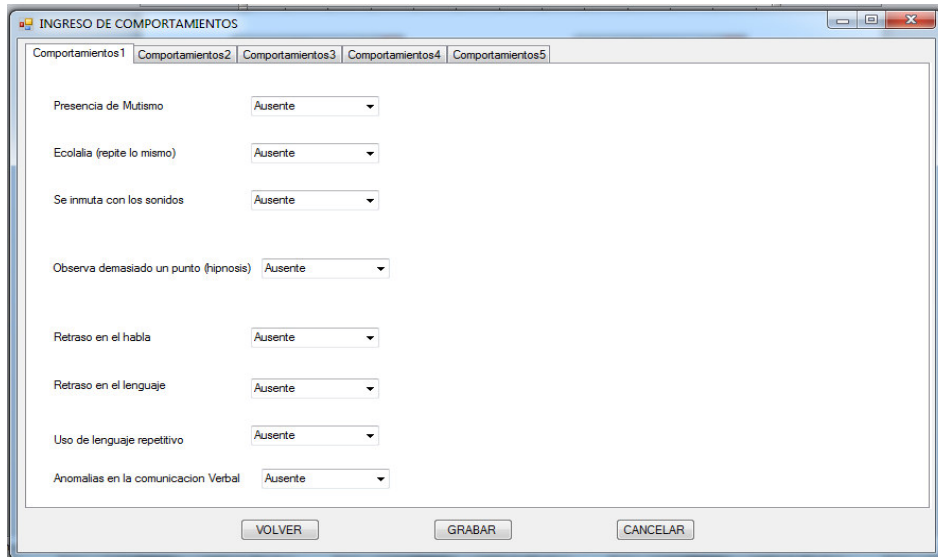 INGRESO DE COMPORTAMIENTOS
Comportamientos1 Comportamientos2 Comportamientos3 Comportamientos4 Comportamientos5
Presencia de Mutismo Ausente
Ecolalia (repite lo mismo) Ausente
Se inmuta con los sonidos Ausente
Observa demasiado un punto (hipnosis) Ausente
Retraso en el habla Ausente
Retraso en el lenguaje Ausente
Uso de lenguaje repetitivo Ausente
Anomalias en la comunicacion Verbal Ausente
VOLVER GRABAR CANCELAR